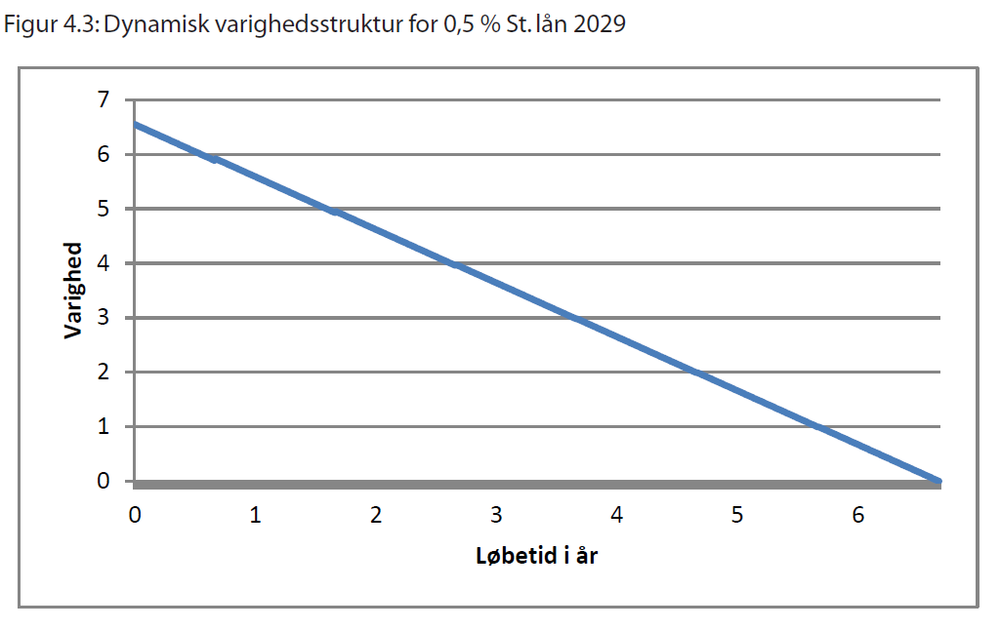 Figur 4.3: Dynamisk varighedsstruktur for 0,5 % St. lån 2029
7
6
5
4
3
2
1
0
Varighed
0 1 2 3 4 5 6
Løbetid i år